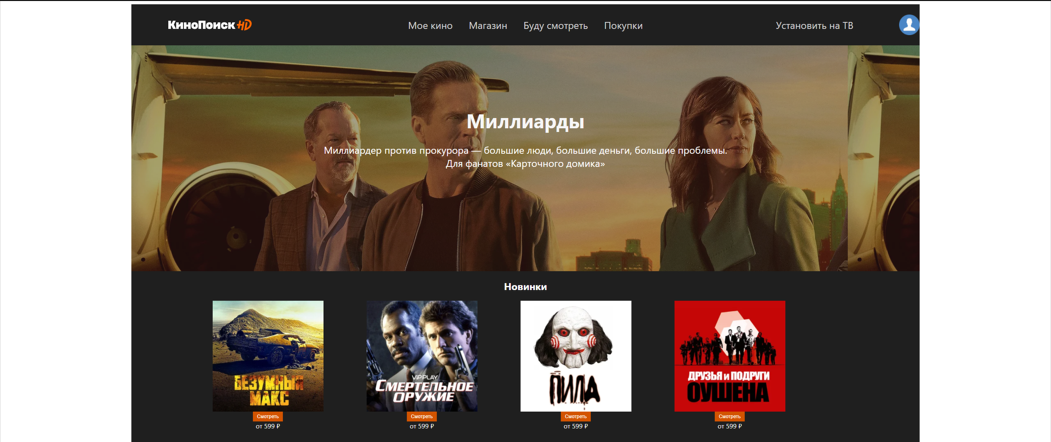 КиноПоиск HD Мое кино Магазин Буду смотреть Покупки Установить на ТВ
Миллиарды
Миллиардер против прокурора — большие люди, большие деньги, большие проблемы.
Для фанатов «Карточного домика»
Новинки
БЕЗУМНЫЙ
МАКС
VIP PLAY
СМЕРТЕЛЬНОЕ
ОРУЖИЕ
ПИЛА
ДРУЗЬЯ и ПОДРУГИ
ОУШЕНА
Смотреть Смотреть Смотреть Смотреть
от 599 ₽ от 599 ₽ от 599 ₽ от 599 ₽